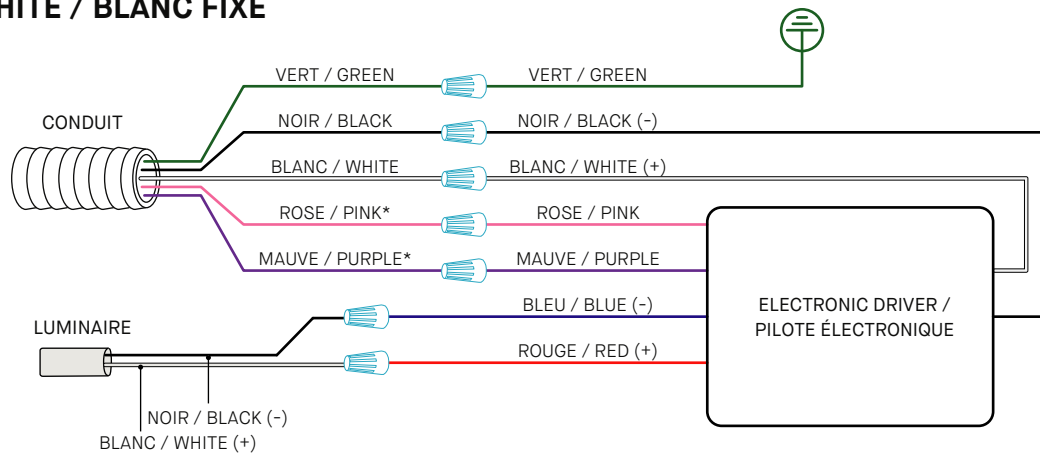 HITE / BLANC FIXE
VERT / GREEN
VERT / GREEN
CONDUIT
NOIR / BLACK
NOIR / BLACK (-)
BLANC / WHITE
BLANC / WHITE (+)
ROSE / PINK*
ROSE / PINK
MAUVE / PURPLE*
MAUVE / PURPLE
BLEU / BLUE (-)
ELECTRONIC DRIVER /
PILOTE ÉLECTRONIQUE
LUMINAIRE
ROUGE / RED (+)
NOIR / BLACK (-)
BLANC / WHITE (+)